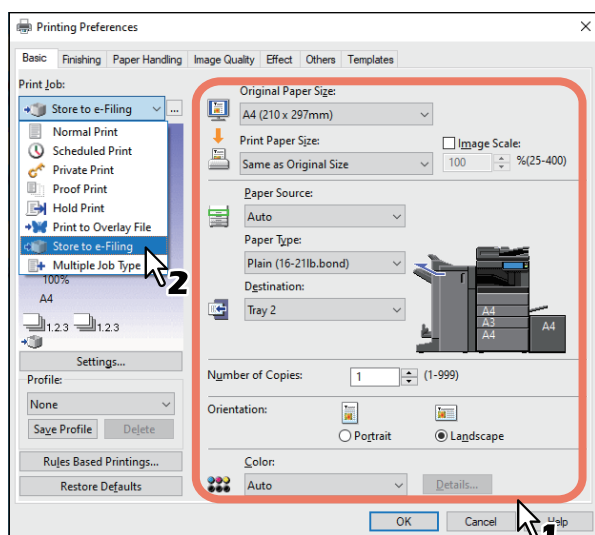 Printing Preferences
Basic Finishing Paper Handling Image Quality Effect Others Templates
Print Job:
Store to e-Filing ...
Normal Print
Scheduled Print
Private Print
Proof Print
Hold Print
Print to Overlay File
Store to e-Filing
Multiple Job Type
2
100%
A4
1.2.3 1.2.3
Settings...
Profile:
None
Save Profile Delete
Rules Based Printings...
Restore Defaults
Original Paper Size:
A4 (210 x 297mm)
Print Paper Size:
Same as Original Size
Image Scale:
100 %(25-400)
Paper Source:
Auto
Paper Type:
Plain (16-21lb.bond)
Destination:
Tray 2
A4
A3
A4
A4
Number of Copies: 1 (1-999)
Orientation:
Portrait Landscape
Color:
Auto Details...
OK Cancel Help
1